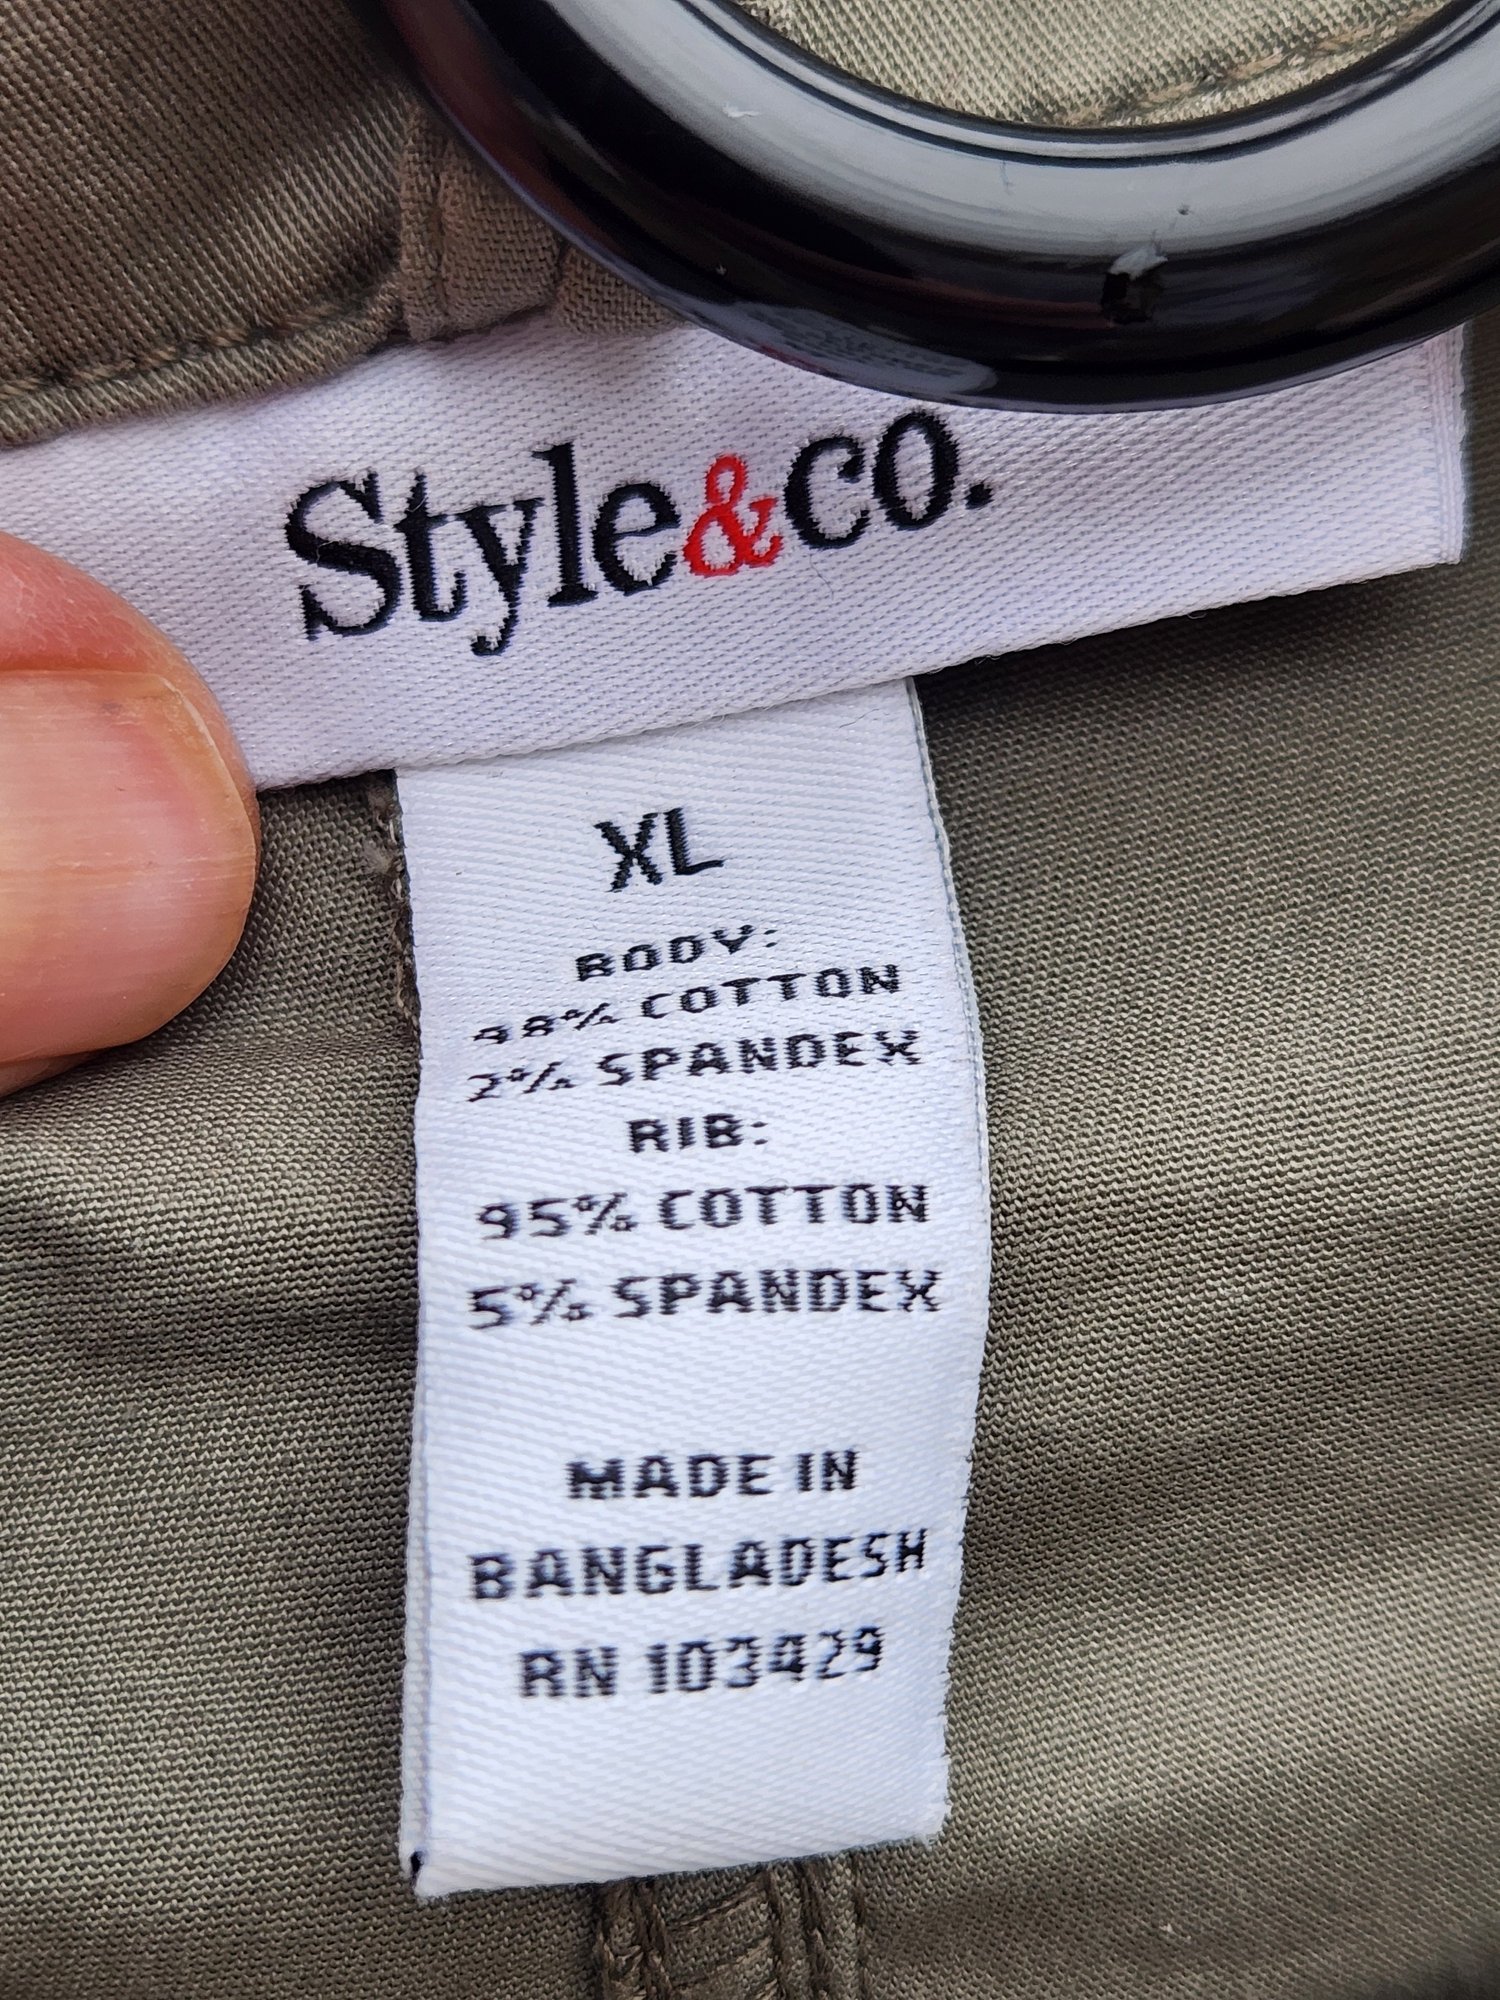 Style&co.
XL
BODY:
98% COTTON
2% SPANDEX
RIB:
95% COTTON
5% SPANDEX
MADE IN
BANGLADESH
RN 103429